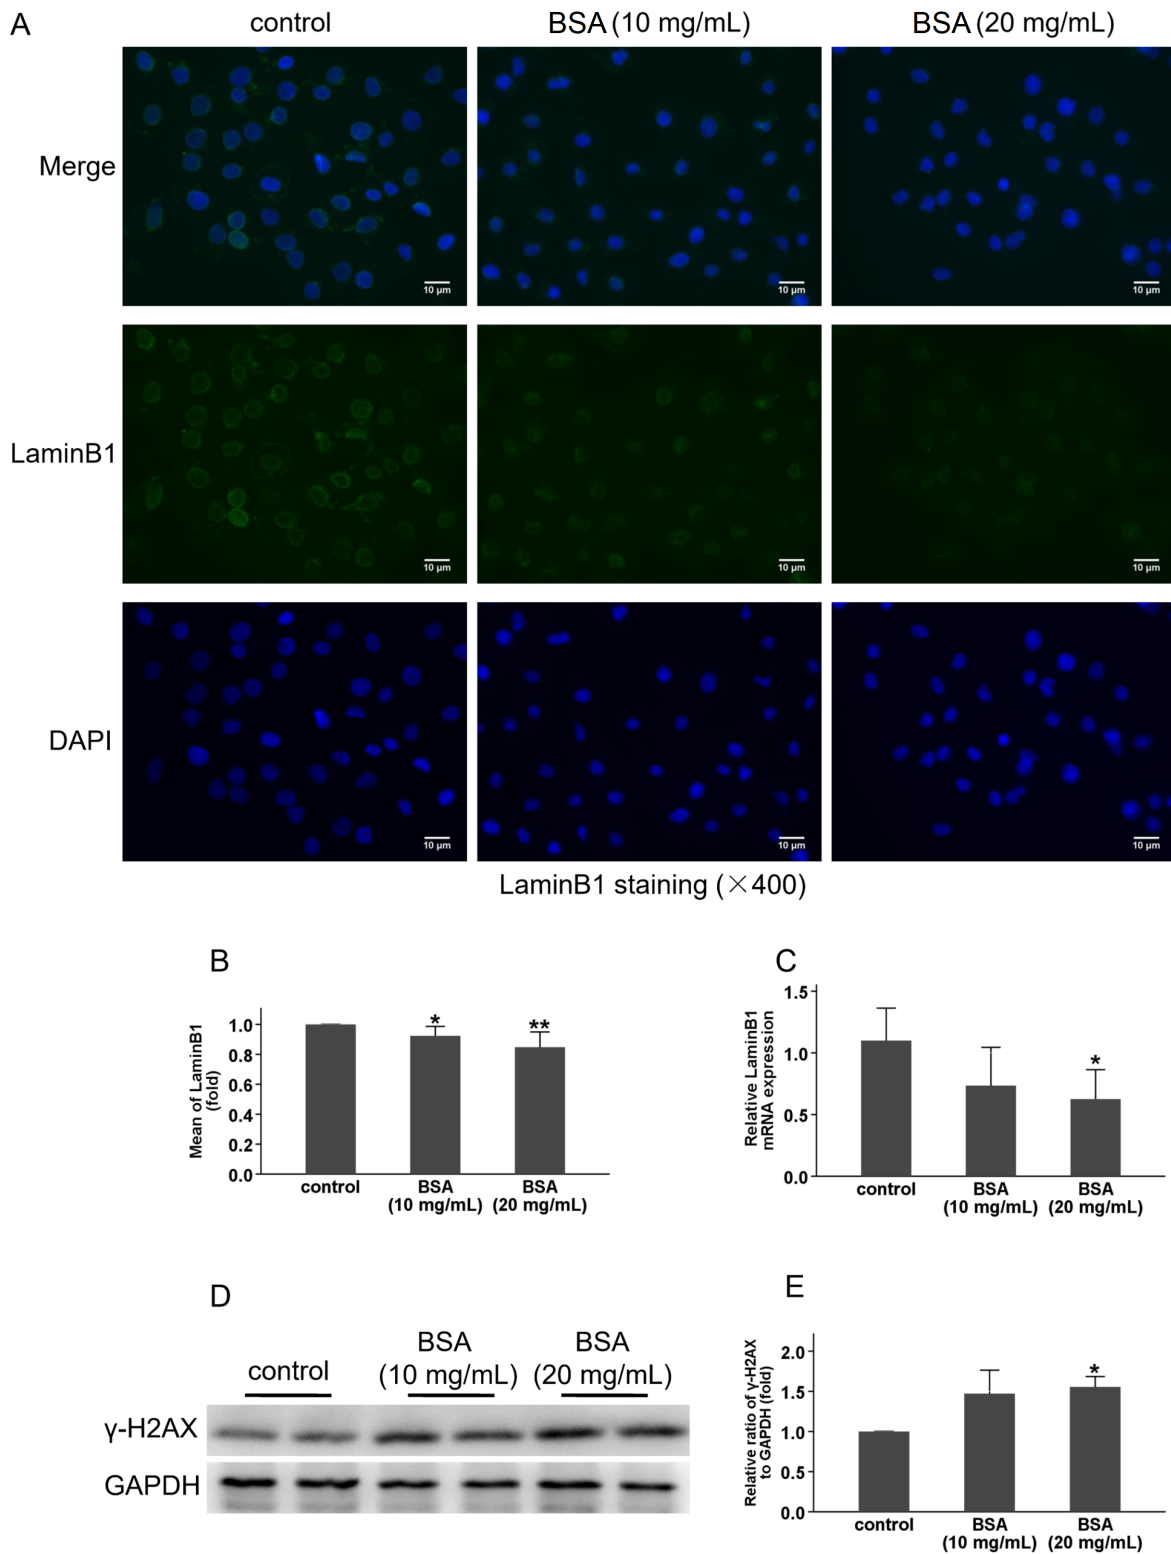 A
control
BSA (10 mg/mL)
BSA (20 mg/mL)
Merge
10 μm
10 μm
10 μm
LaminB1
10 μm
10 μm
10 μm
DAPI
10 μm
10 μm
10 μm
LaminB1 staining (×400)
B
Mean of LaminB1
(fold)
1.0
0.8
0.6
0.4
0.2
0.0
*
**
control
BSA
(10 mg/mL)
BSA
(20 mg/mL)
C
Relative LaminB1
mRNA expression
1.5
1.0
0.5
0.0
*
control
BSA
(10 mg/mL)
BSA
(20 mg/mL)
D
control
BSA
(10 mg/mL)
BSA
(20 mg/mL)
γ-H2AX
GAPDH
E
Relative ratio of γ-H2AX
to GAPDH (fold)
2.0
1.5
1.0
0.5
0.0
*
control
BSA
(10 mg/mL)
BSA
(20 mg/mL)